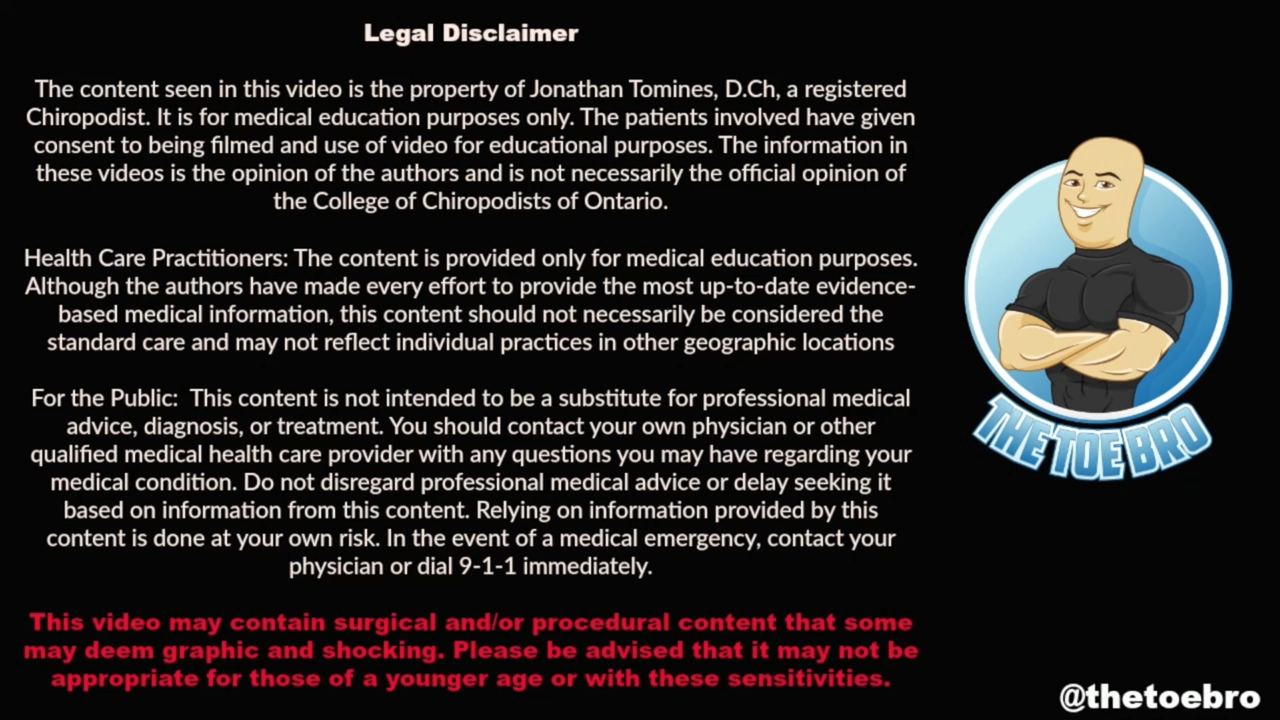 Legal Disclaimer
The content seen in this video is the property of Jonathan Tomines, D.Ch, a registered
Chiropodist. It is for medical education purposes only. The patients involved have given
consent to being filmed and use of video for educational purposes. The information in
these videos is the opinion of the authors and is not necessarily the official opinion of
the College of Chiropodists of Ontario.
Health Care Practitioners: The content is provided only for medical education purposes.
Although the authors have made every effort to provide the most up-to-date evidence-
based medical information, this content should not necessarily be considered the
standard care and may not reflect individual practices in other geographic locations
For the Public:  This content is not intended to be a substitute for professional medical
advice, diagnosis, or treatment. You should contact your own physician or other
qualified medical health care provider with any questions you may have regarding your
medical condition. Do not disregard professional medical advice or delay seeking it
based on information from this content. Relying on information provided by this
content is done at your own risk. In the event of a medical emergency, contact your
physician or dial 9-1-1 immediately.
This video may contain surgical and/or procedural content that some
may deem graphic and shocking. Please be advised that it may not be
appropriate for those of a younger age or with these sensitivities.
THE TOE BRO
@thetoebro